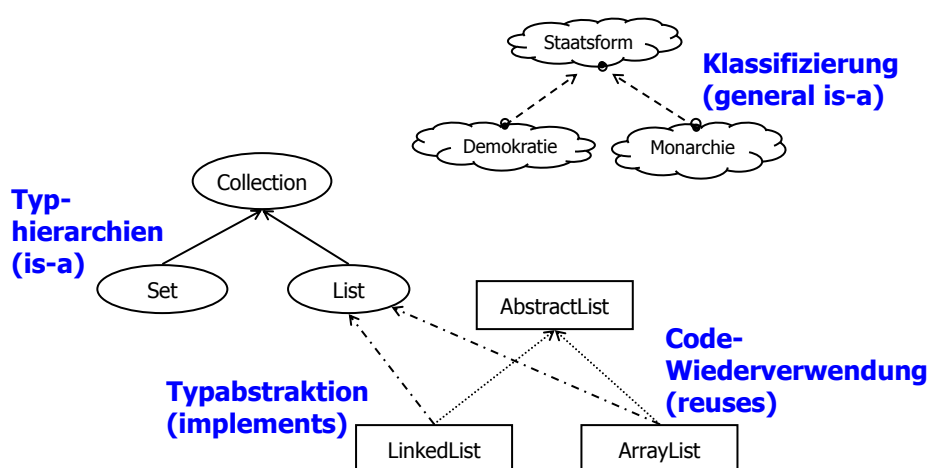 Staatsform
Klassifizierung
(general is-a)
Demokratie
Monarchie
Collection
Typ-
hierarchien
(is-a)
Set
List
AbstractList
Code-
Wiederverwendung
(reuses)
Typabstraktion
(implements)
LinkedList
ArrayList